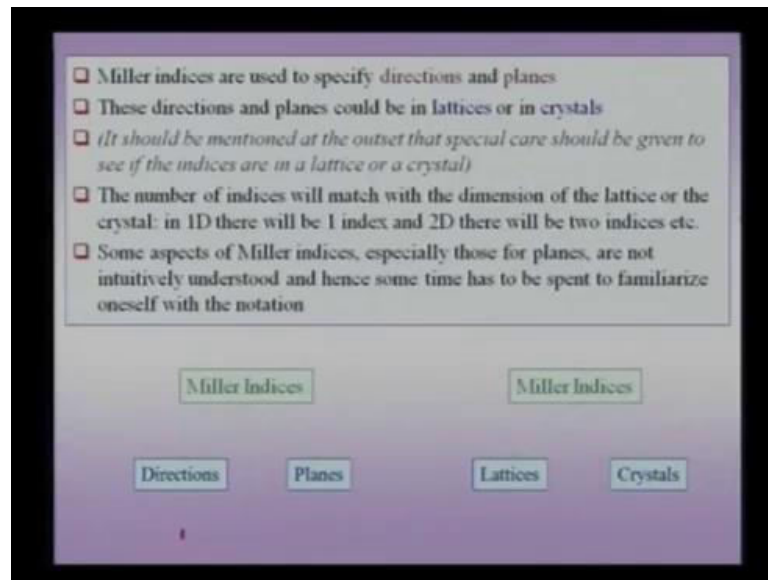 Miller indices are used to specify directions and planes
These directions and planes could be in lattices or in crystals
(It should be mentioned at the outset that special care should be given to
see if the indices are in a lattice or a crystal)
The number of indices will match with the dimension of the lattice or the
crystal: in 1D there will be 1 index and 2D there will be two indices etc.
Some aspects of Miller indices, especially those for planes, are not
intuitively understood and hence some time has to be spent to familiarize
oneself with the notation
Miller Indices Miller Indices
Directions Planes Lattices Crystals